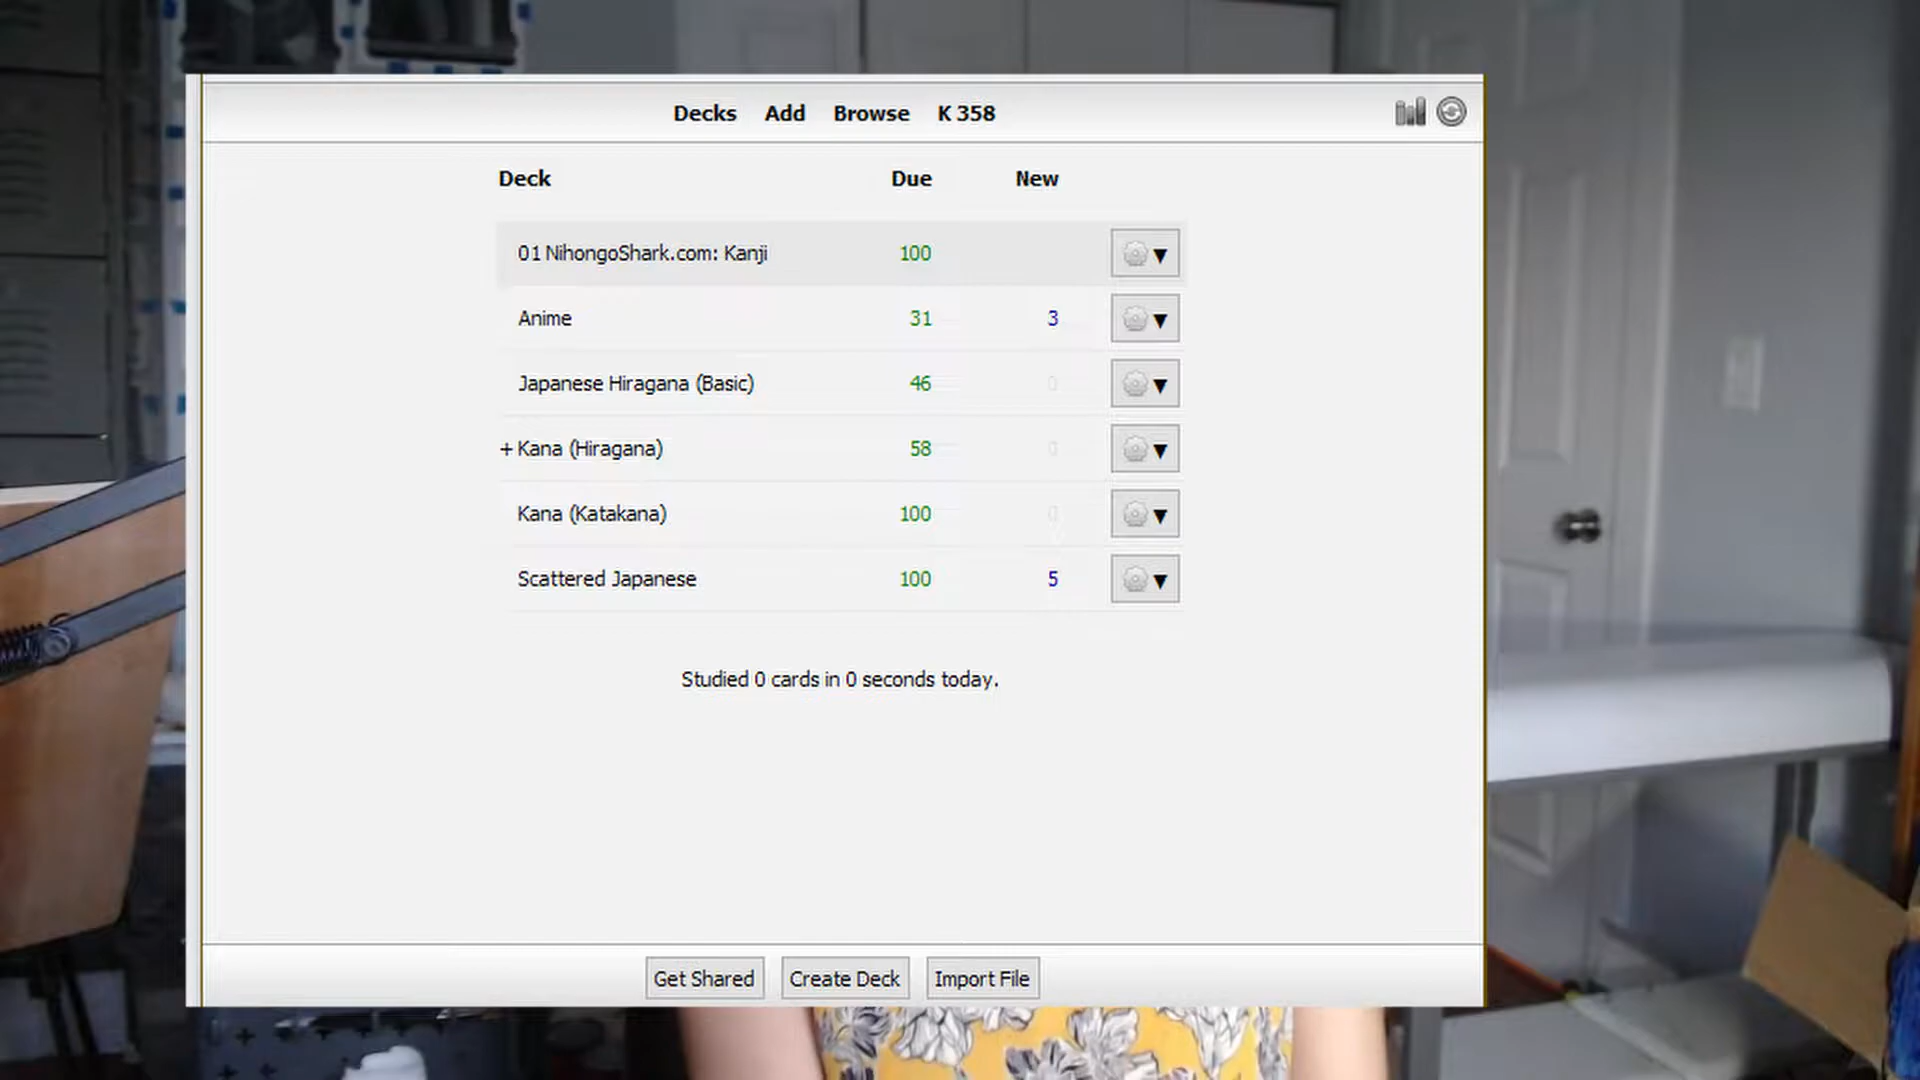 Decks Add Browse K 358
Deck Due New
01 NihongoShark.com: Kanji 100
Anime 31 3
Japanese Hiragana (Basic) 46 0
+ Kana (Hiragana) 58 0
Kana (Katakana) 100 0
Scattered Japanese 100 5
Studied 0 cards in 0 seconds today.
Get Shared Create Deck Import File